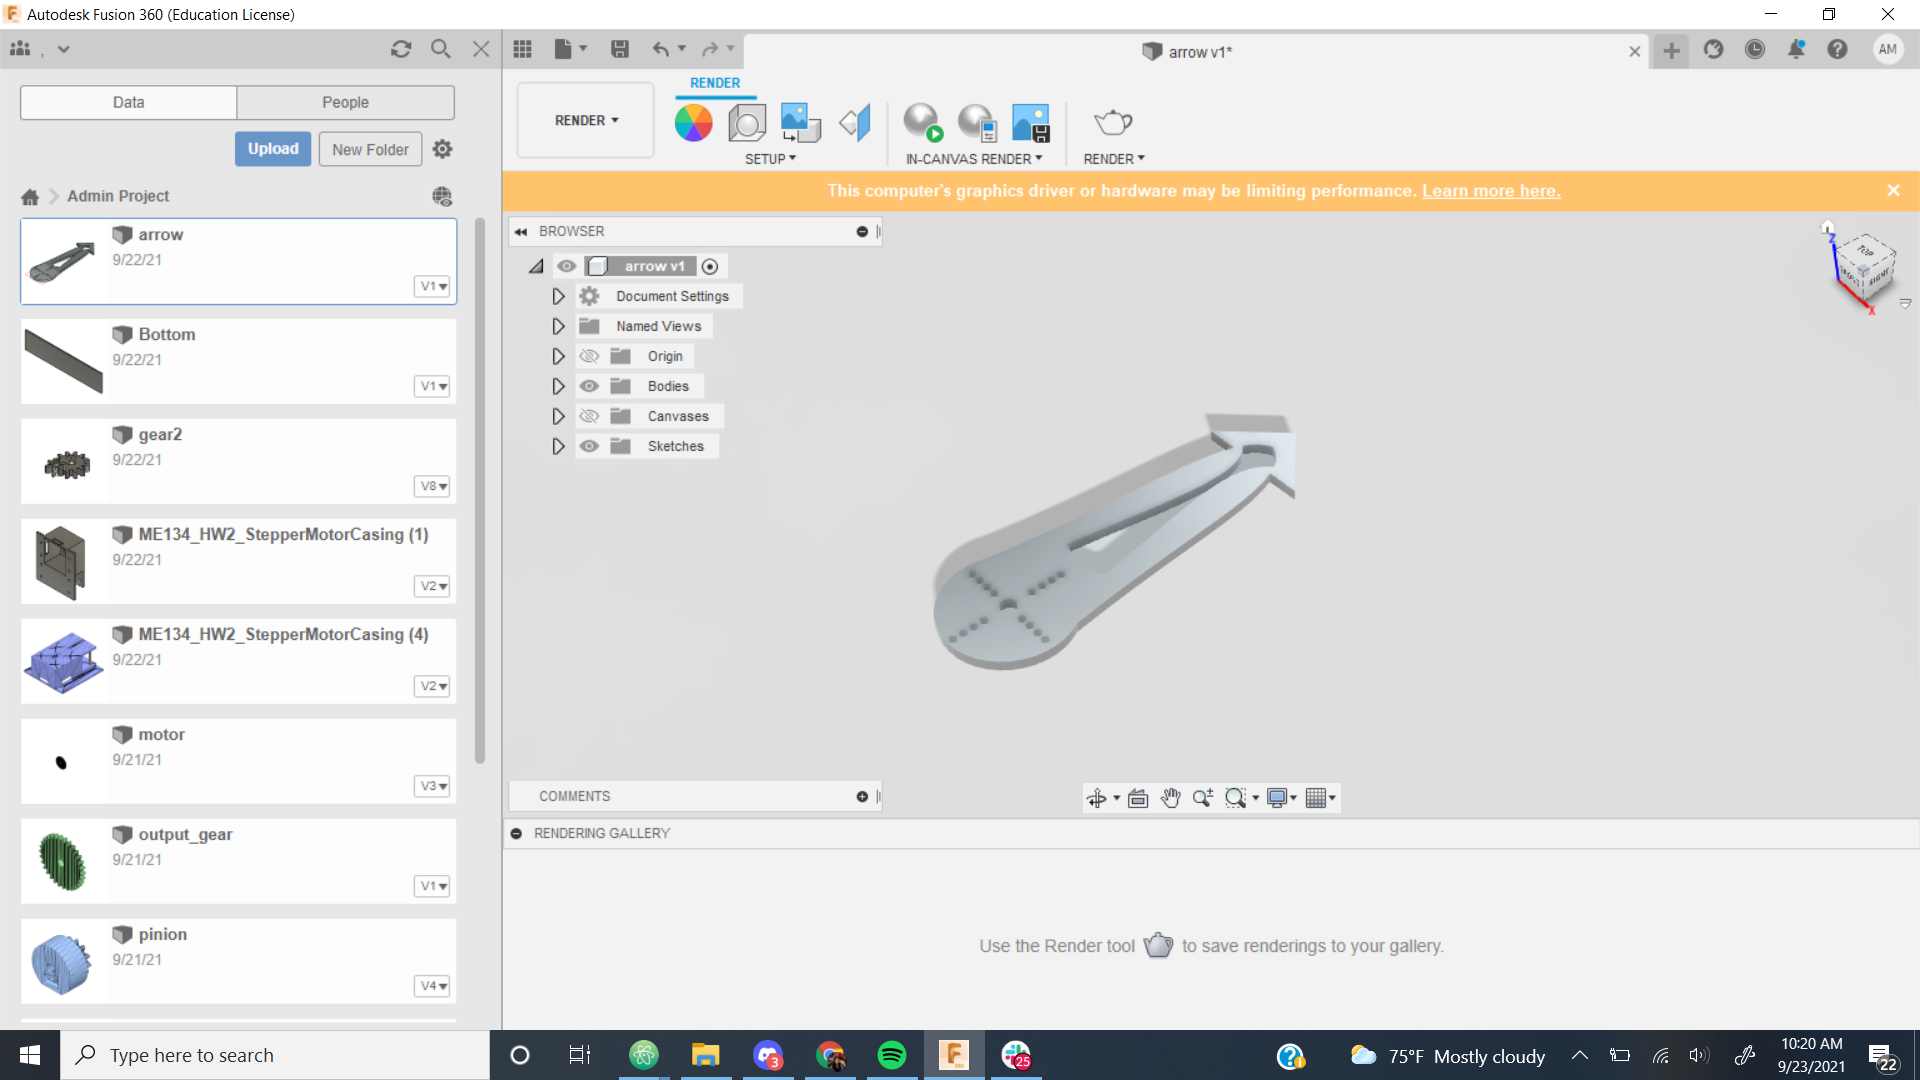 Autodesk Fusion 360 (Education License)
arrow v1*
AM
Data
People
Upload
New Folder
Admin Project
arrow
9/22/21
V1
Bottom
9/22/21
V1
gear2
9/22/21
V8
ME134_HW2_StepperMotorCasing (1)
9/22/21
V2
ME134_HW2_StepperMotorCasing (4)
9/22/21
V2
motor
9/21/21
V3
output_gear
9/21/21
V1
pinion
9/21/21
V4
RENDER
RENDER
SETUP
IN-CANVAS RENDER
RENDER
This computer's graphics driver or hardware may be limiting performance. Learn more here.
BROWSER
arrow v1
Document Settings
Named Views
Origin
Bodies
Canvases
Sketches
Z
TOP
RIGHT
X
COMMENTS
RENDERING GALLERY
Use the Render tool to save renderings to your gallery.
Type here to search
3
F
360
25
75°F Mostly cloudy
10:20 AM
9/23/2021
22